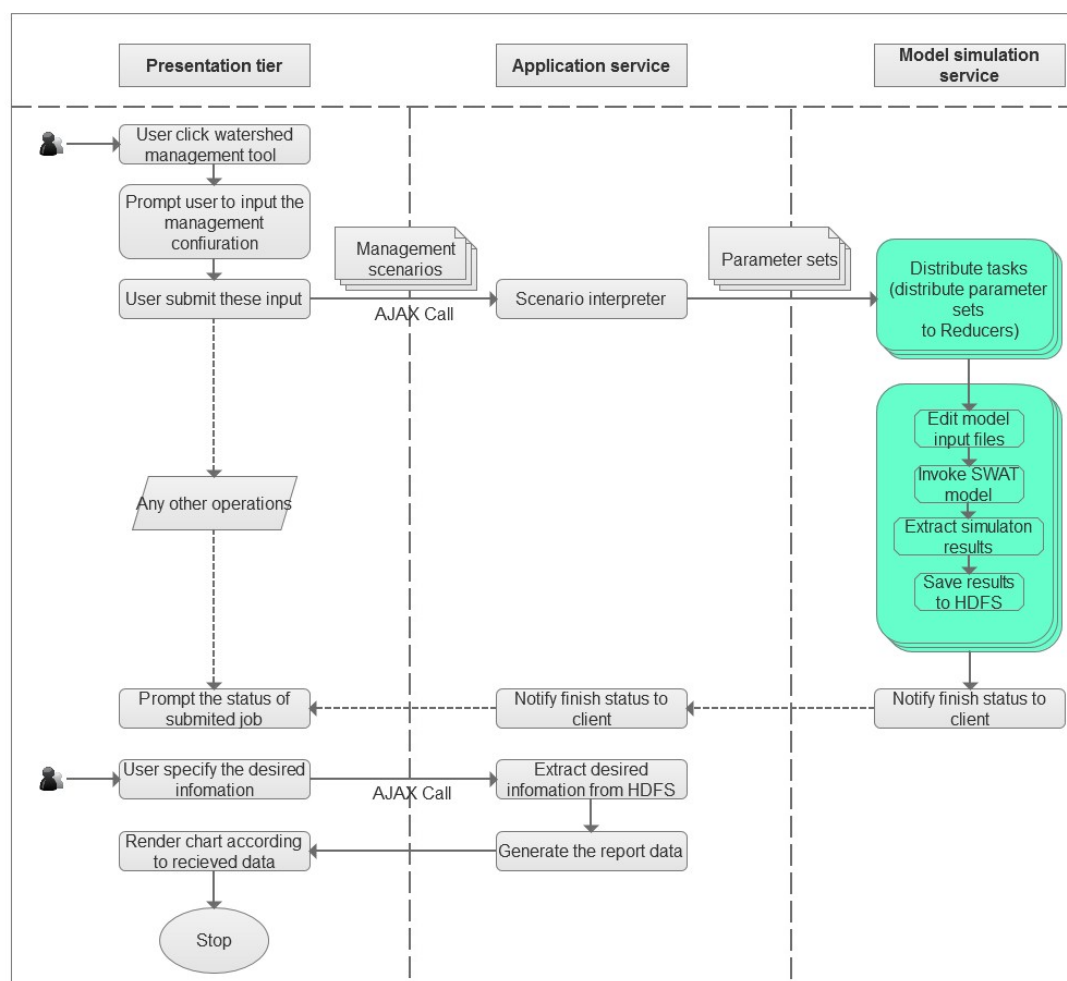 Presentation tier
Application service
Model simulation
service
User click watershed
management tool
Prompt user to input the
management
confiuration
User submit these input
Management
scenarios
AJAX Call
Scenario interpreter
Parameter sets
Distribute tasks
(distribute parameter
sets
to Reducers)
Edit model
input files
Invoke SWAT
model
Extract simulaton
results
Save results
to HDFS
Any other operations
Prompt the status of
submited job
Notify finish status to
client
Notify finish status to
client
User specify the desired
infomation
AJAX Call
Extract desired
infomation from HDFS
Render chart according
to recieved data
Generate the report data
Stop